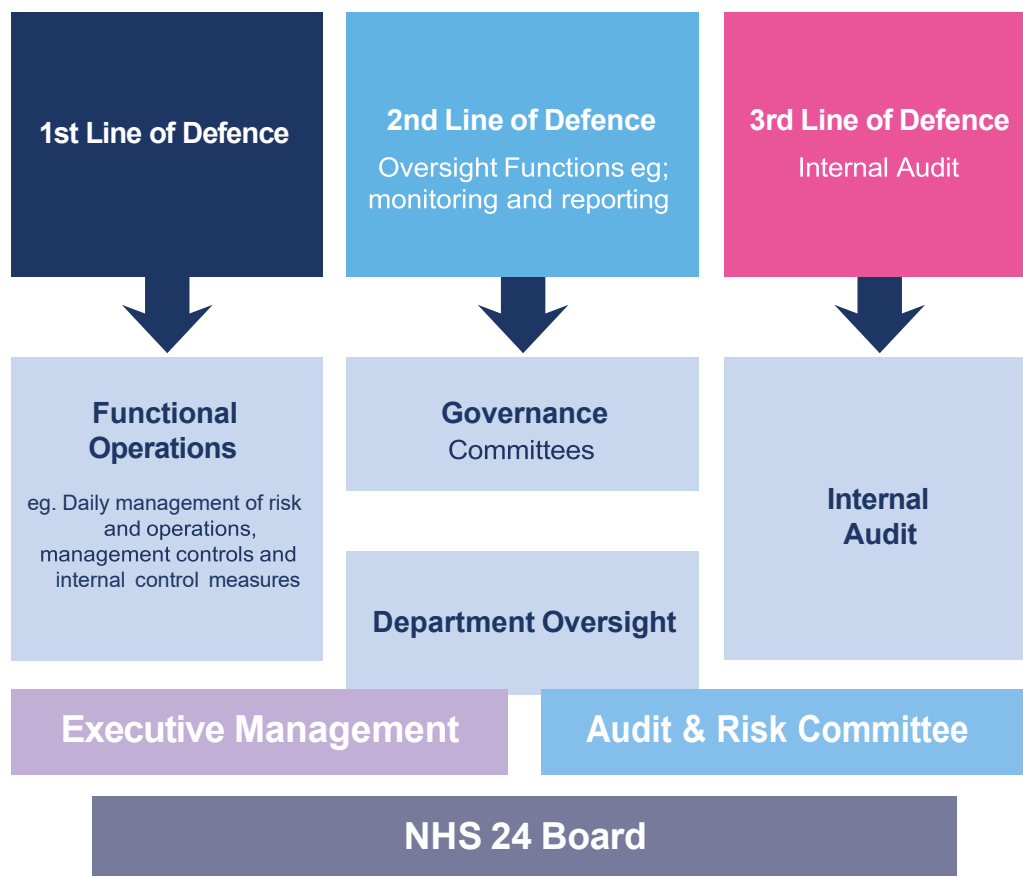 1st Line of Defence
2nd Line of Defence
Oversight Functions eg;
monitoring and reporting
3rd Line of Defence
Internal Audit
Functional
Operations
eg. Daily management of risk
and operations,
management controls and
internal control measures
Governance
Committees
Department Oversight
Internal
Audit
Executive Management
Audit & Risk Committee
NHS 24 Board